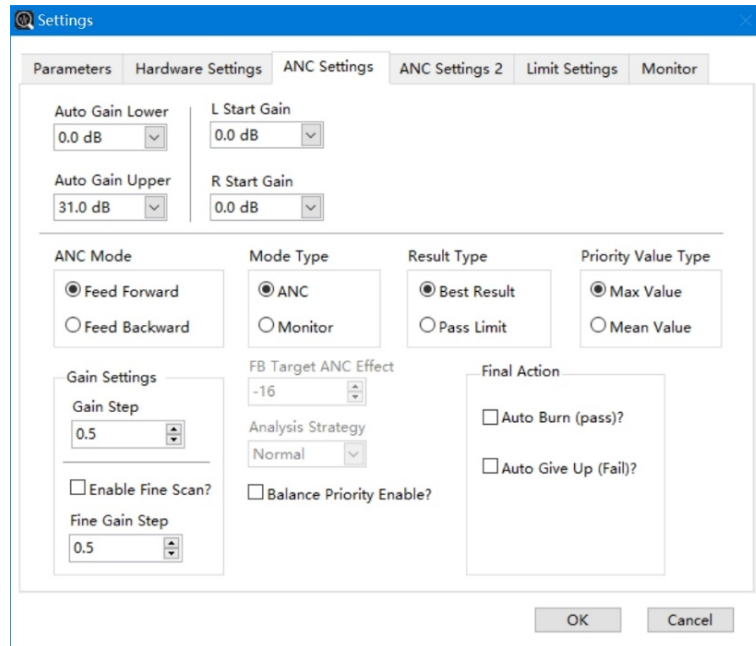 Settings
Parameters Hardware Settings ANC Settings ANC Settings 2 Limit Settings Monitor
Auto Gain Lower L Start Gain
0.0 dB 0.0 dB
Auto Gain Upper R Start Gain
31.0 dB 0.0 dB
ANC Mode Mode Type Result Type Priority Value Type
Feed Forward ANC Best Result Max Value
Feed Backward Monitor Pass Limit Mean Value
Gain Settings
Gain Step
0.5
Enable Fine Scan?
Fine Gain Step
0.5
FB Target ANC Effect
-16
Analysis Strategy
Normal
Balance Priority Enable?
Final Action
Auto Burn (pass)?
Auto Give Up (Fail)?
OK Cancel